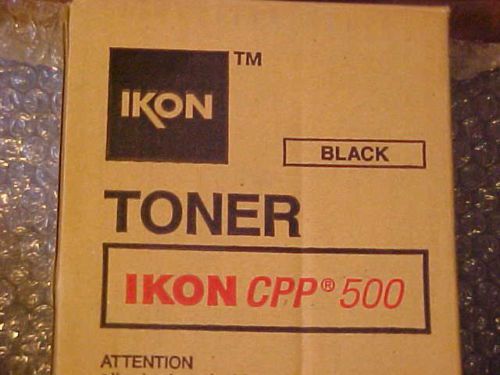 IKON ™
BLACK
TONER
IKON CPP® 500
ATTENTION